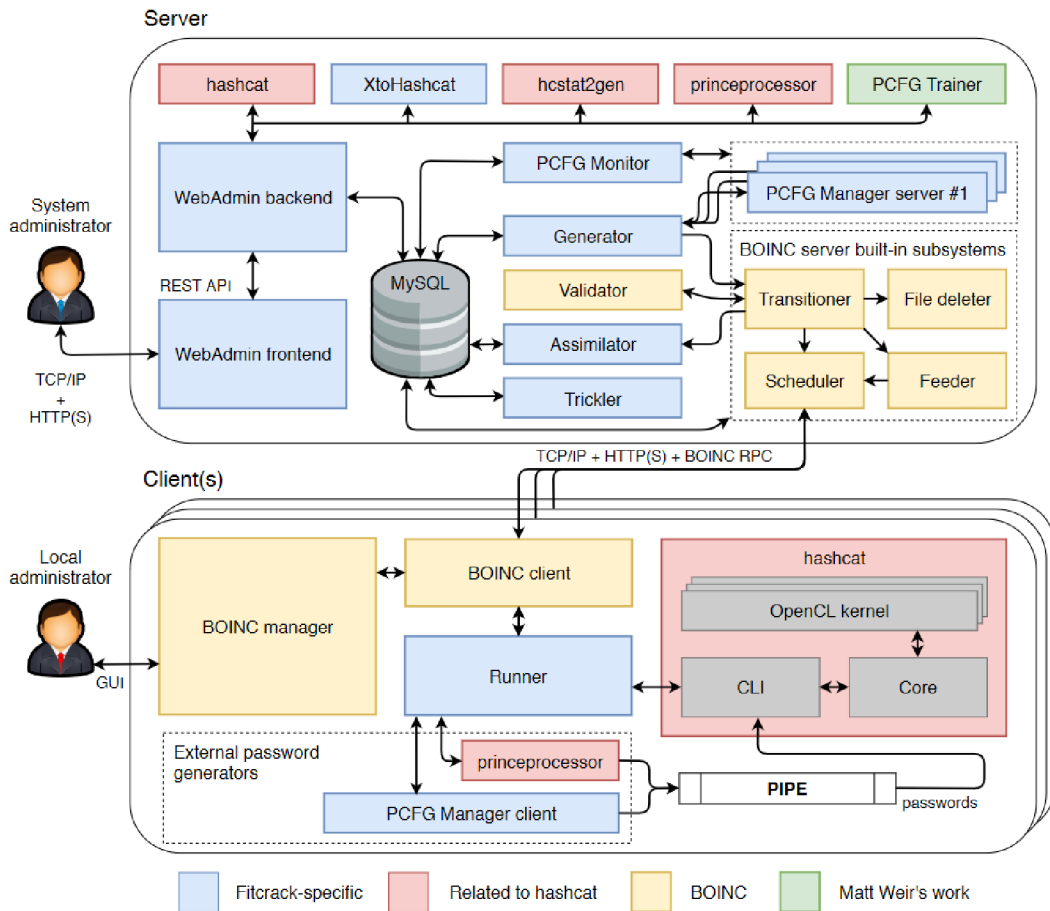 Server
hashcat
XtoHashcat
hcstat2gen
princeprocessor
PCFG Trainer
System
administrator
TCP/IP
+
HTTP(S)
WebAdmin backend
REST API
WebAdmin frontend
MySQL
PCFG Monitor
PCFG Manager server #1
Generator
Validator
Assimilator
Trickler
BOINC server built-in subsystems
Transitioner
File deleter
Scheduler
Feeder
TCP/IP + HTTP(S) + BOINC RPC
Client(s)
Local
administrator
GUI
BOINC manager
BOINC client
Runner
hashcat
OpenCL kernel
CLI
Core
External password
generators
princeprocessor
PCFG Manager client
PIPE
passwords
Fitcrack-specific
Related to hashcat
BOINC
Matt Weir's work